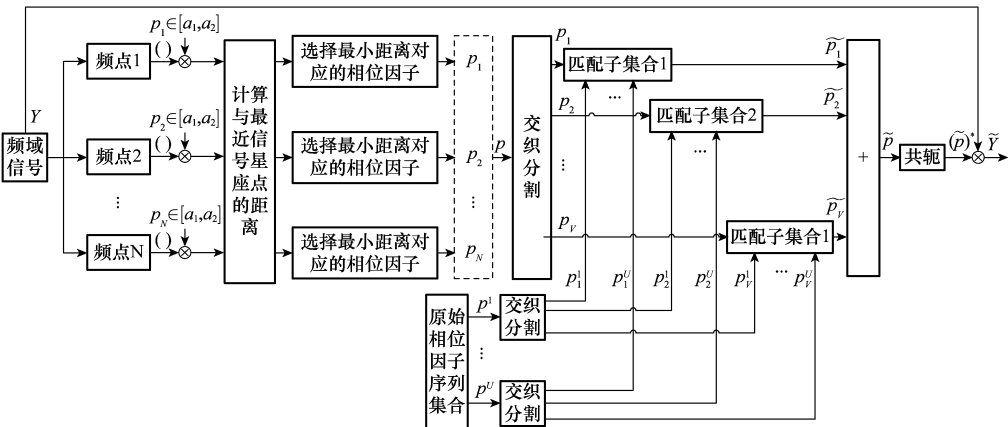 Y
频域
信号
频点1
频点2
⋮
频点N
p₁∈[a₁,a₂]
( )
p₂∈[a₁,a₂]
( )
p_N∈[a₁,a₂]
( )
计算
与最
近信
号星
座点
的距
离
选择最小距离对
应的相位因子
选择最小距离对
应的相位因子
选择最小距离对
应的相位因子
p₁
p₂
⋮
p_N
p
交
织
分
割
p₁
p₂
⋮
p_V
匹配子集合1
...
匹配子集合2
...
匹配子集合1
...
p₁¹
p₁ᵁ
p₂¹
p₂ᵁ
p_V¹
p_Vᵁ
原始
相位
因子
序列
集合
p¹
⋮
pᵁ
交织
分割
交织
分割
p̃₁
p̃₂
p̃_V
+
p̃
共轭
(p̃)*
Ỹ